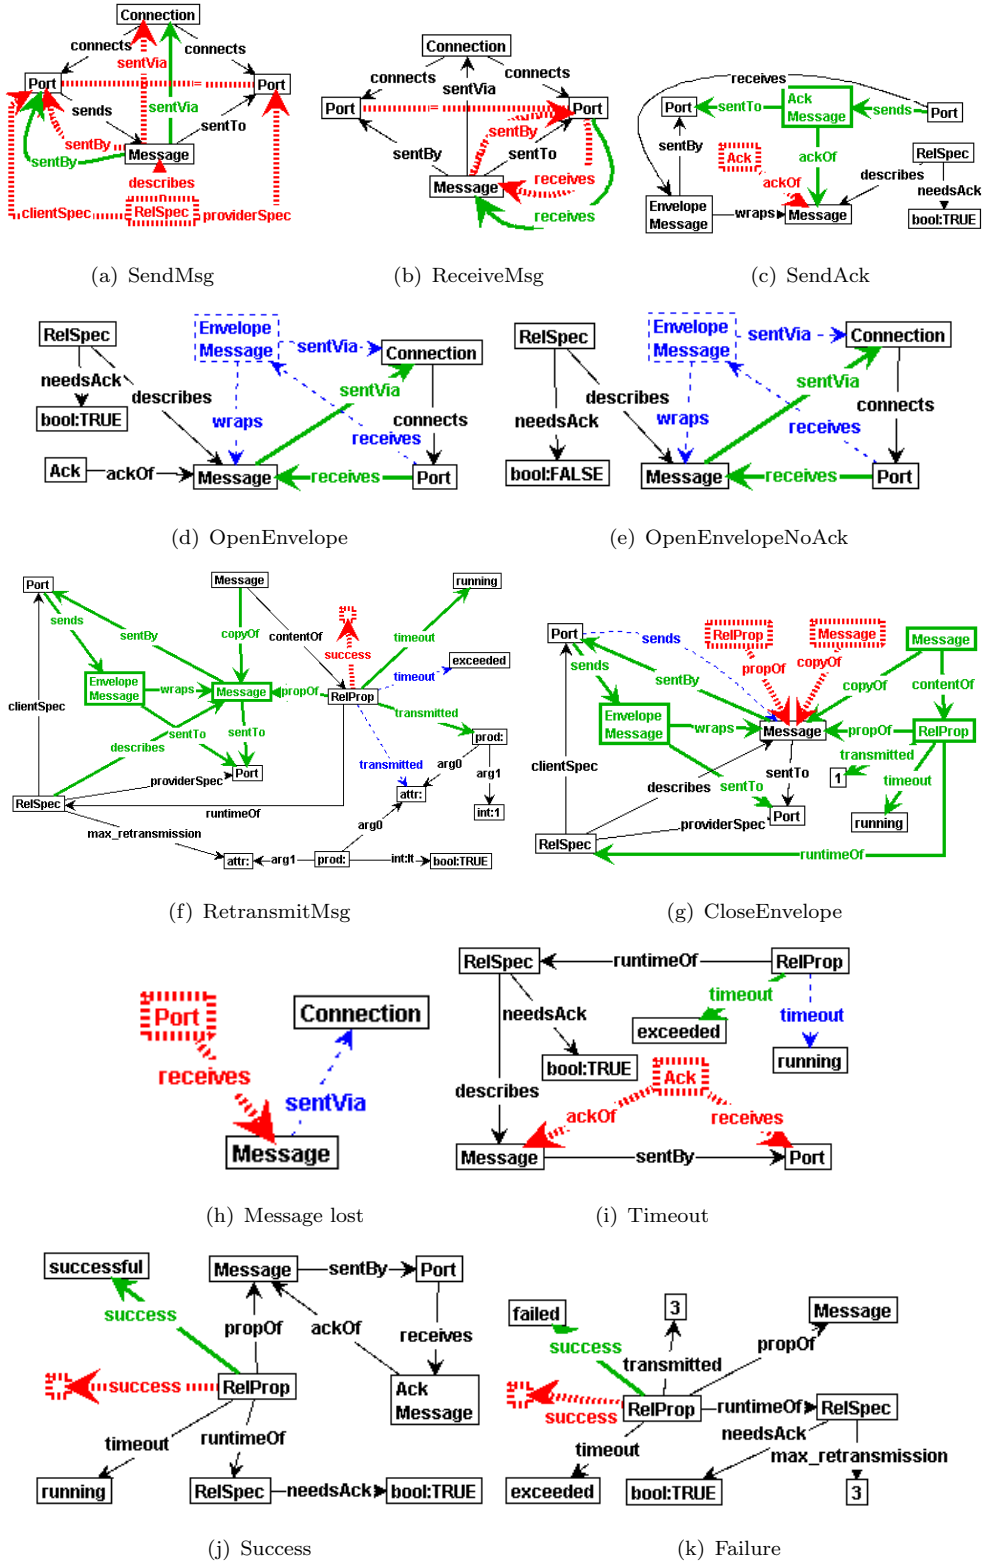 Connection
connects
connects
sentVia
Port
=
Port
sends
sentVia
sentTo
sentBy
sentBy
Message
describes
clientSpec
RelSpec
providerSpec
(a) SendMsg
Connection
connects
connects
sentVia
Port
=
Port
sentBy
sentBy
sentTo
receives
Message
receives
(b) ReceiveMsg
receives
Port
sentTo
Ack
Message
sends
Port
sentBy
Ack
ackOf
RelSpec
ackOf
describes
needsAck
Envelope
Message
wraps
Message
bool:TRUE
(c) SendAck
RelSpec
Envelope
Message
sentVia
Connection
needsAck
sentVia
describes
bool:TRUE
wraps
connects
receives
Ack
ackOf
Message
receives
Port
(d) OpenEnvelope
RelSpec
Envelope
Message
sentVia
Connection
sentVia
describes
needsAck
wraps
connects
receives
bool:FALSE
Message
receives
Port
(e) OpenEnvelopeNoAck
Port
Message
running
sends
sentBy
copyOf
contentOf
success
timeout
exceeded
timeout
Envelope
Message
wraps
Message
propOf
RelProp
clientSpec
transmitted
describes
sentTo
sentTo
prod:
providerSpec
Port
transmitted
arg0
arg1
RelSpec
runtimeOf
attr:
int:1
max_retransmission
arg0
attr:
arg1
prod:
int:lt
bool:TRUE
(f) RetransmitMsg
Port
sends
RelProp
Message
Message
sends
propOf
copyOf
sentBy
copyOf
contentOf
Envelope
Message
wraps
Message
propOf
RelProp
clientSpec
transmitted
describes
sentTo
sentTo
1
timeout
providerSpec
Port
running
RelSpec
runtimeOf
(g) CloseEnvelope
Port
Connection
receives
sentVia
Message
(h) Message lost
RelSpec
runtimeOf
RelProp
needsAck
timeout
timeout
exceeded
bool:TRUE
running
describes
Ack
ackOf
receives
Message
sentBy
Port
(i) Timeout
successful
Message
sentBy
Port
success
propOf
ackOf
receives
success
RelProp
Ack
Message
timeout
runtimeOf
running
RelSpec
needsAck
bool:TRUE
(j) Success
failed
3
Message
success
transmitted
propOf
success
RelProp
runtimeOf
RelSpec
needsAck
timeout
max_retransmission
exceeded
bool:TRUE
3
(k) Failure